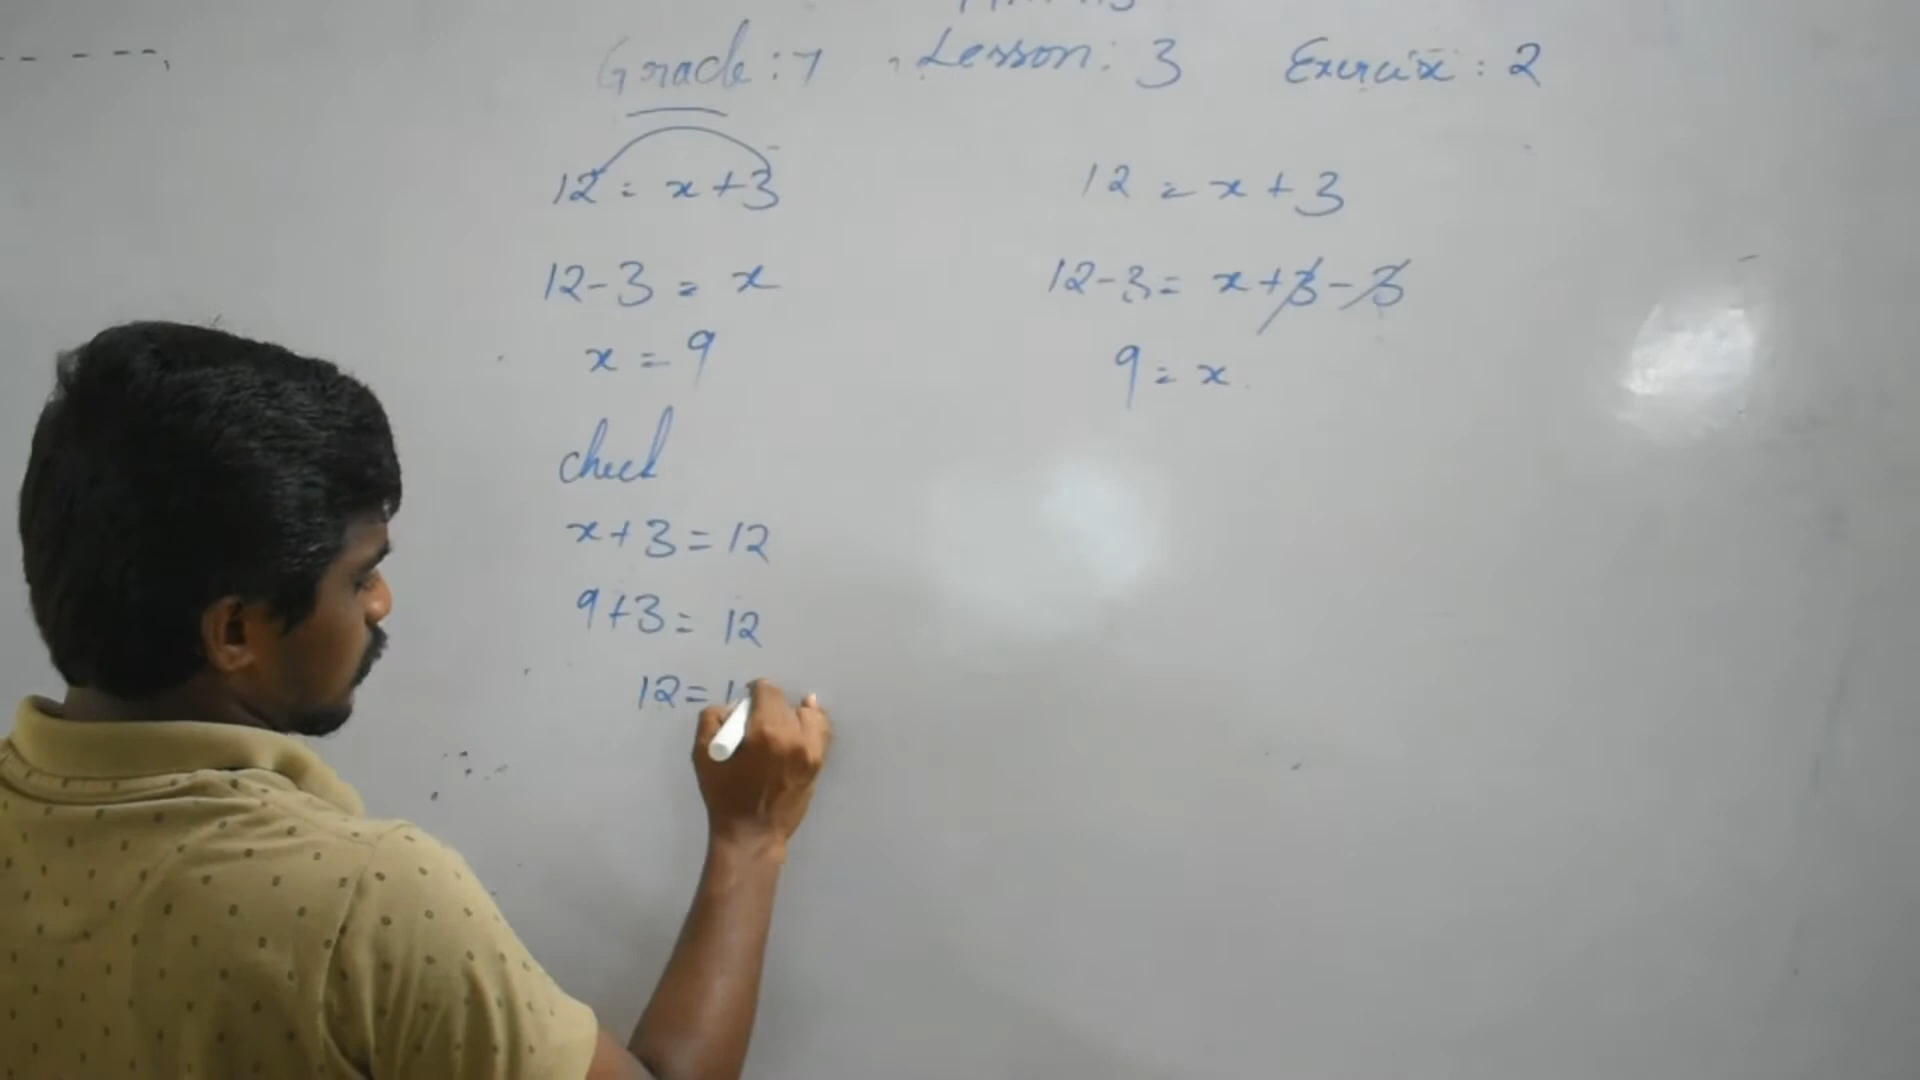 Grade : 7 Lesson : 3 Exercise : 2
12 = x + 3
12 - 3 = x
x = 9
check
x + 3 = 12
9 + 3 = 12
12 =
12 = x + 3
12 - 3 = x + 3 - 3
9 = x